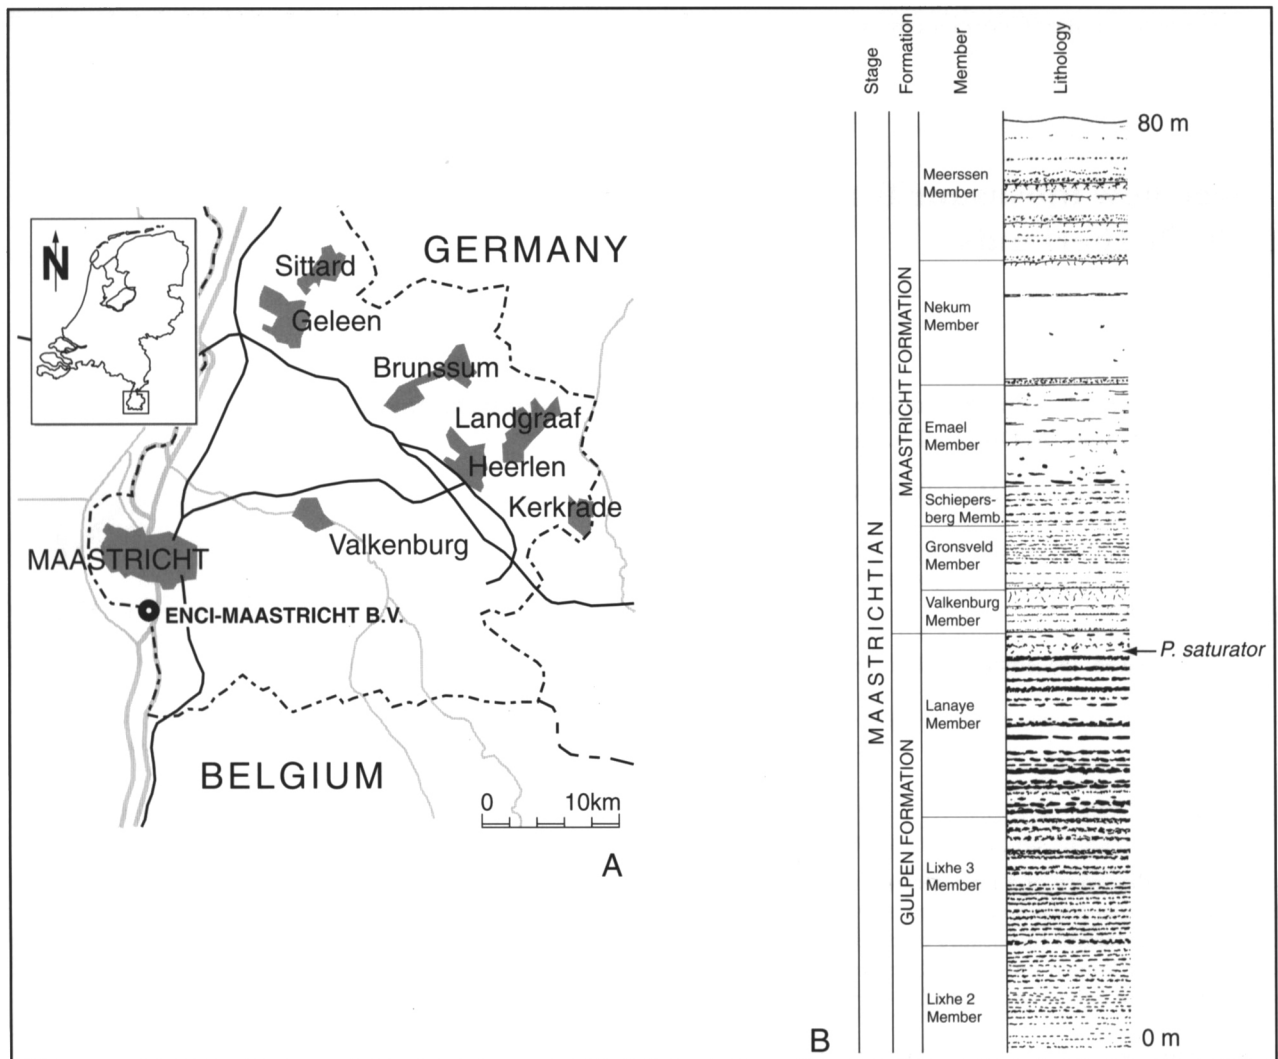 N
GERMANY
Sittard
Geleen
Brunssum
Landgraaf
Heerlen
Kerkrade
Valkenburg
MAASTRICHT
ENCI-MAASTRICHT B.V.
BELGIUM
0 10km
A
Stage
Formation
Member
Lithology
80 m
MAASTRICHTIAN
MAASTRICHT FORMATION
GULPEN FORMATION
Meerssen
Member
Nekum
Member
Emael
Member
Schiepers-
berg Memb.
Gronsveld
Member
Valkenburg
Member
P. saturator
Lanaye
Member
Lixhe 3
Member
Lixhe 2
Member
0 m
B